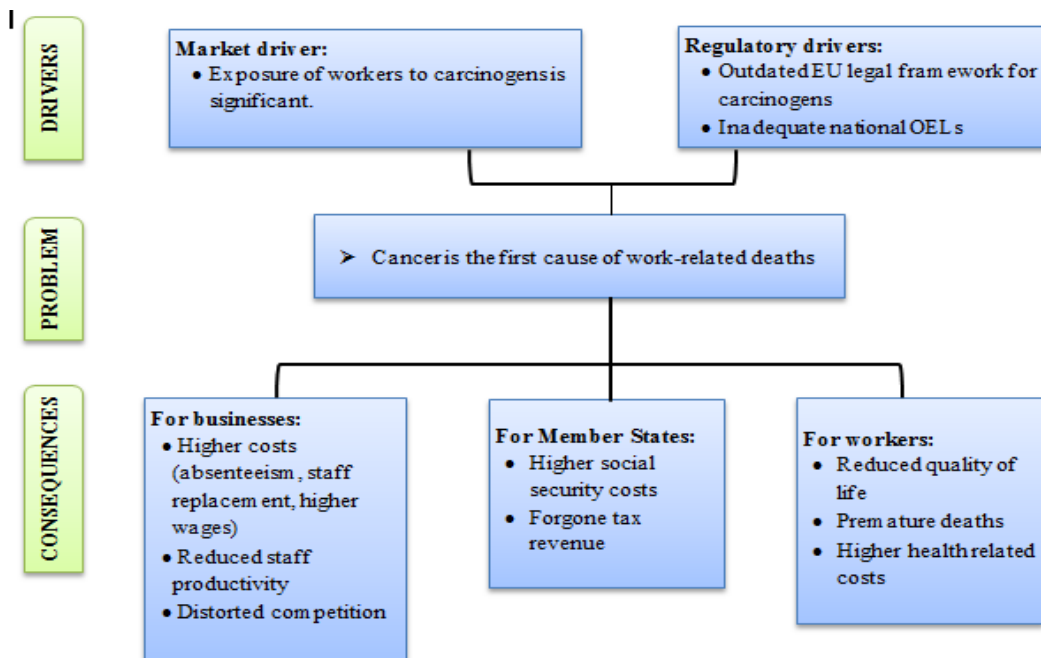 I
DRIVERS
Market driver:
• Exposure of workers to carcinogens is
significant.
Regulatory drivers:
• Outdated EU legal framework for
carcinogens
• Inadequate national OELs
PROBLEM
➤ Cancer is the first cause of work-related deaths
CONSEQUENCES
For businesses:
• Higher costs
(absenteeism, staff
replacement, higher
wages)
• Reduced staff
productivity
• Distorted competition
For Member States:
• Higher social
security costs
• Forgone tax
revenue
For workers:
• Reduced quality of
life
• Premature deaths
• Higher health related
costs